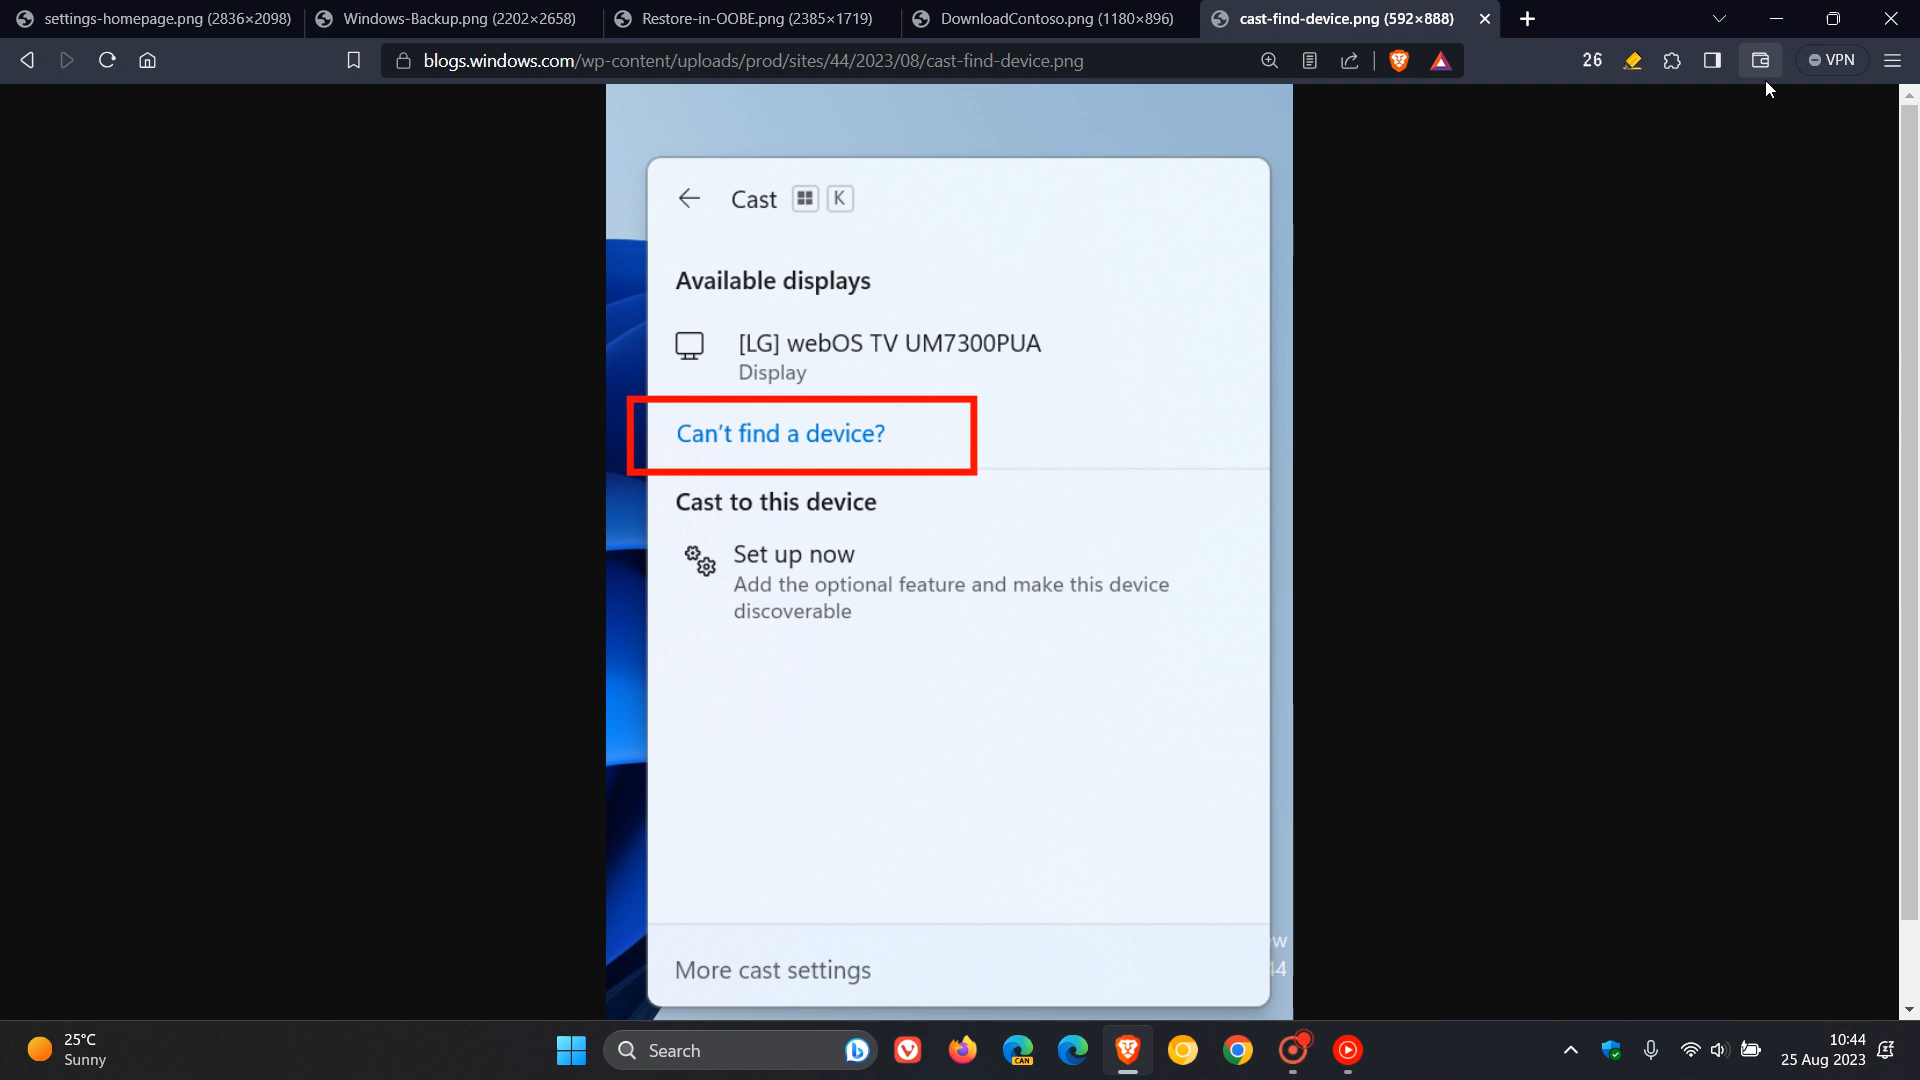 settings-homepage.png (2836×2098)
Windows-Backup.png (2202×2658)
Restore-in-OOBE.png (2385×1719)
DownloadContoso.png (1180×896)
cast-find-device.png (592×888)
blogs.windows.com/wp-content/uploads/prod/sites/44/2023/08/cast-find-device.png
26
VPN
Cast
K
Available displays
[LG] webOS TV UM7300PUA
Display
Can't find a device?
Cast to this device
Set up now
Add the optional feature and make this device
discoverable
ew
44
More cast settings
25°C
Sunny
Search
CAN
10:44
25 Aug 2023